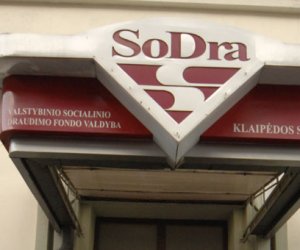 SoDra
VALSTYBINIO SOCIALINIO
DRAUDIMO FONDO VALDYBA
KLAIPĖDOS S